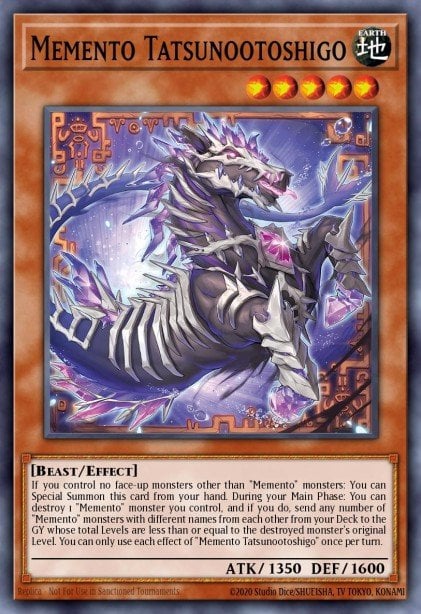 MEMENTO TATSUNOOTOSHIGO
EARTH
地
[BEAST/EFFECT]
If you control no face-up monsters other than "Memento" monsters: You can
Special Summon this card from your hand. During your Main Phase: You can
destroy 1 "Memento" monster you control, and if you do, send any number of
"Memento" monsters with different names from each other from your Deck to the
GY whose total Levels are less than or equal to the destroyed monster's original
Level. You can only use each effect of "Memento Tatsunootoshigo" once per turn.
ATK/ 1350 DEF/1600
Replica - Not For Use in Sanctioned Tournaments
©2020 Studio Dice/SHUEISHA, TV TOKYO, KONAMI